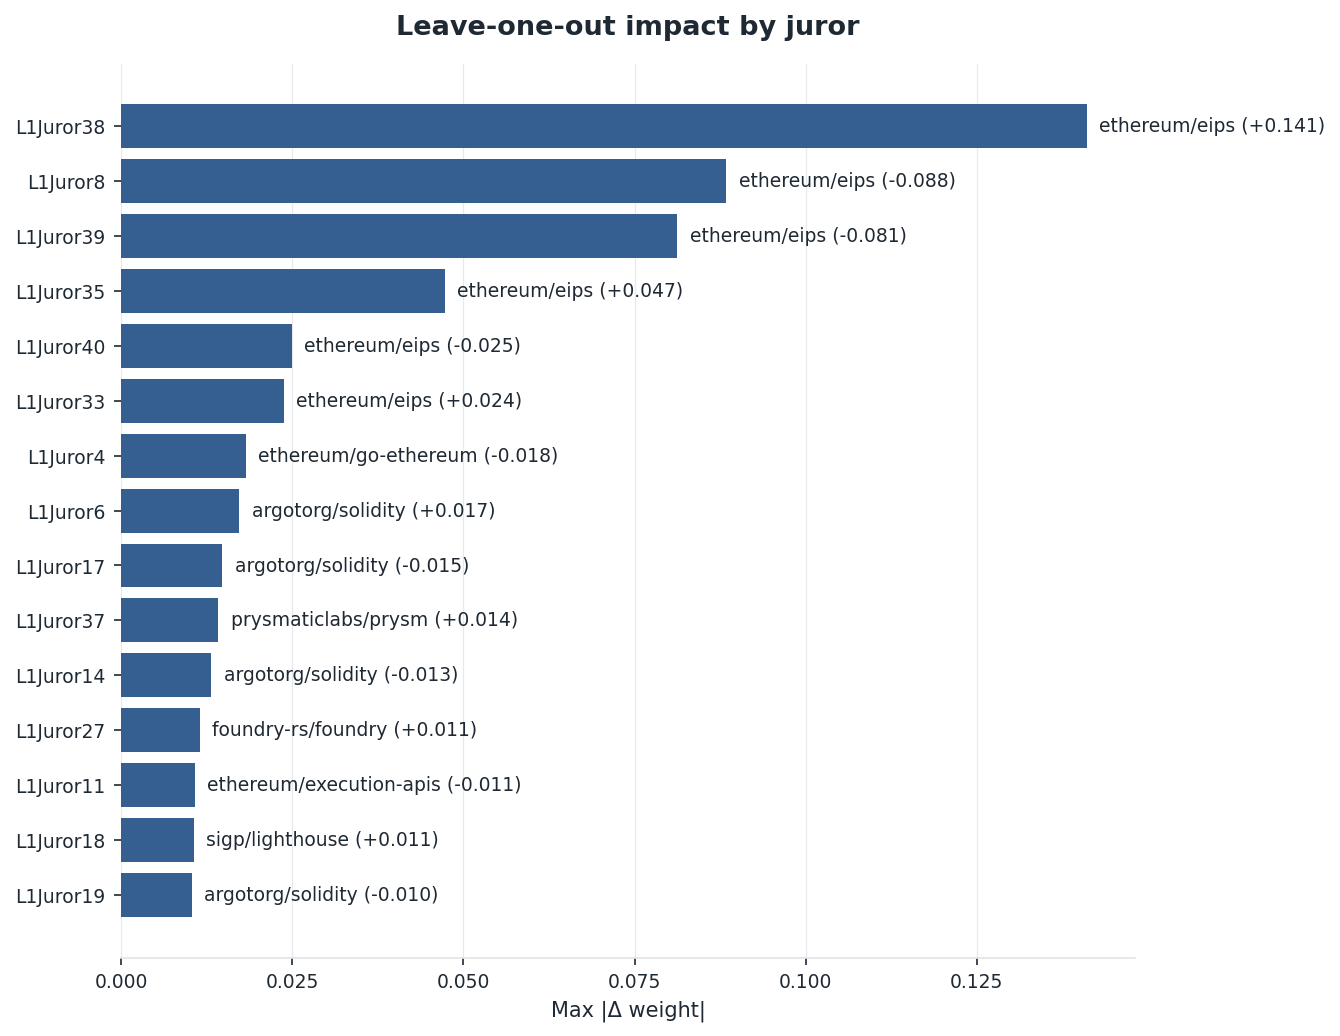 Leave-one-out impact by juror
L1Juror38 ethereum/eips (+0.141)
L1Juror8 ethereum/eips (-0.088)
L1Juror39 ethereum/eips (-0.081)
L1Juror35 ethereum/eips (+0.047)
L1Juror40 ethereum/eips (-0.025)
L1Juror33 ethereum/eips (+0.024)
L1Juror4 ethereum/go-ethereum (-0.018)
L1Juror6 argotorg/solidity (+0.017)
L1Juror17 argotorg/solidity (-0.015)
L1Juror37 prysmaticlabs/prysm (+0.014)
L1Juror14 argotorg/solidity (-0.013)
L1Juror27 foundry-rs/foundry (+0.011)
L1Juror11 ethereum/execution-apis (-0.011)
L1Juror18 sigp/lighthouse (+0.011)
L1Juror19 argotorg/solidity (-0.010)
0.000 0.025 0.050 0.075 0.100 0.125
Max |Δ weight|